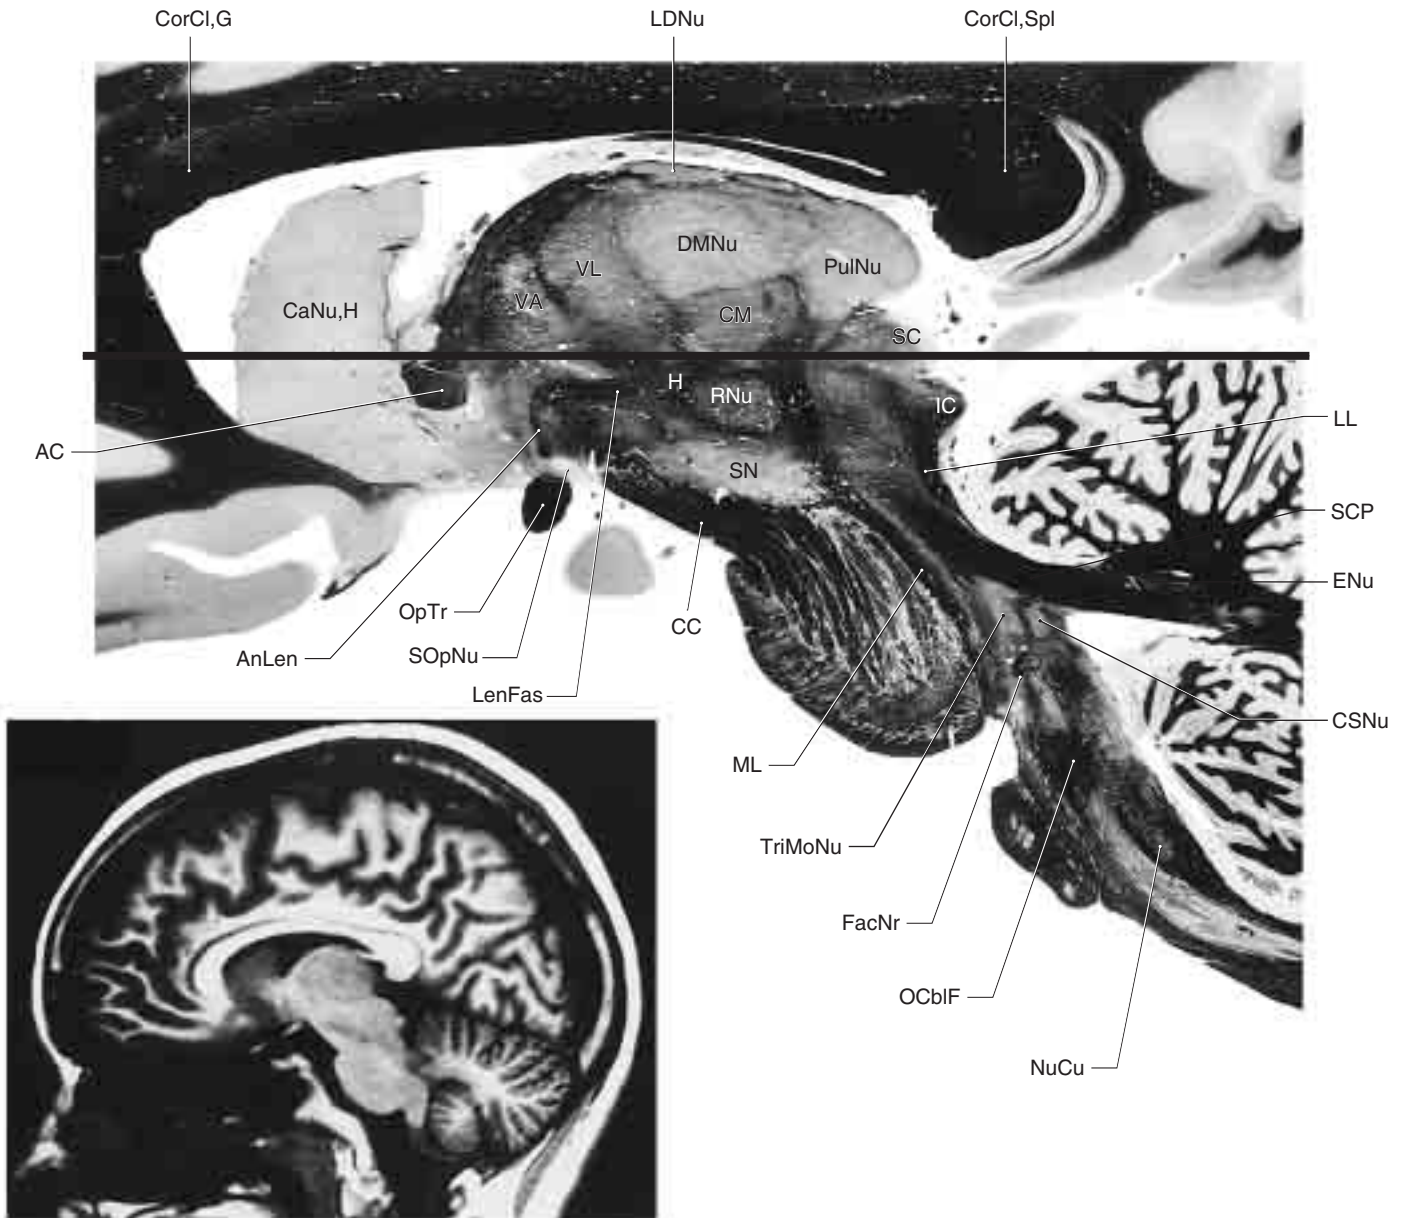 CorCl,G
LDNu
CorCl,Spl
DMNu
VL
PulNu
VA
CaNu,H
CM
SC
H
RNu
IC
LL
AC
SN
SCP
ENu
OpTr
CC
AnLen
SOpNu
LenFas
CSNu
ML
TriMoNu
FacNr
OCblF
NuCu